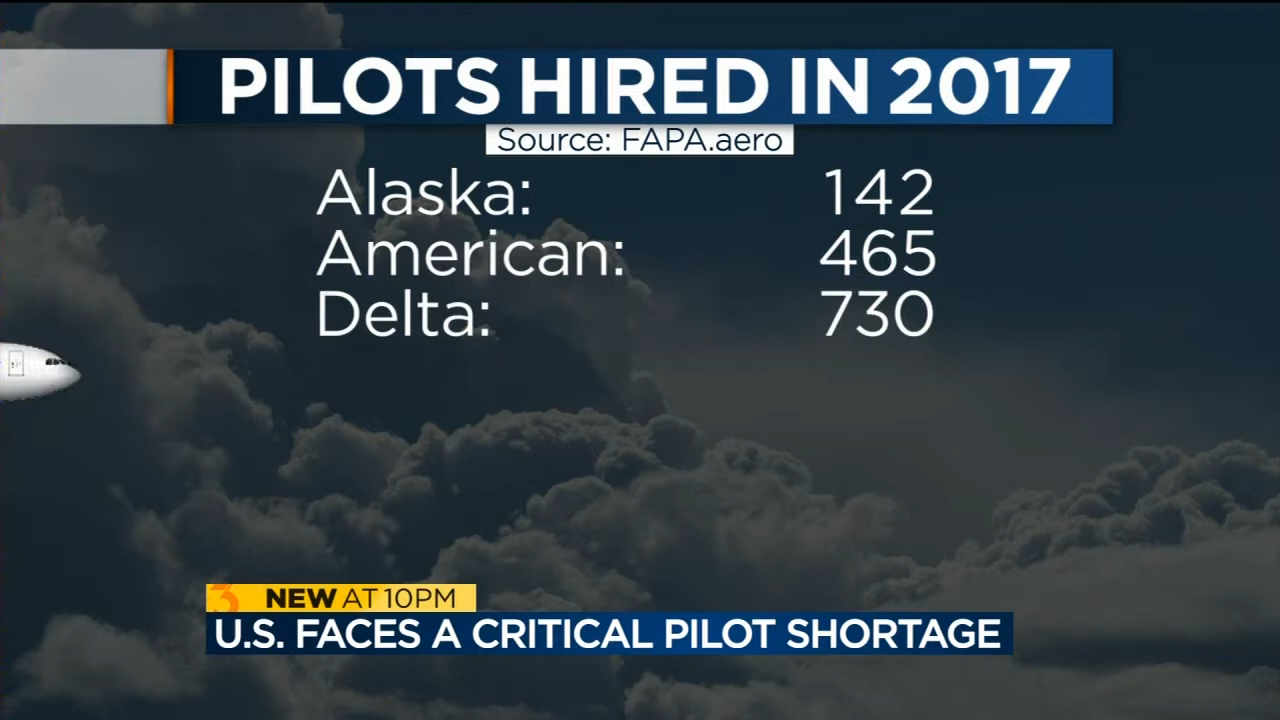 PILOTS HIRED IN 2017
Source: FAPA.aero
Alaska: 142
American: 465
Delta: 730
3 NEW AT 10PM
U.S. FACES A CRITICAL PILOT SHORTAGE